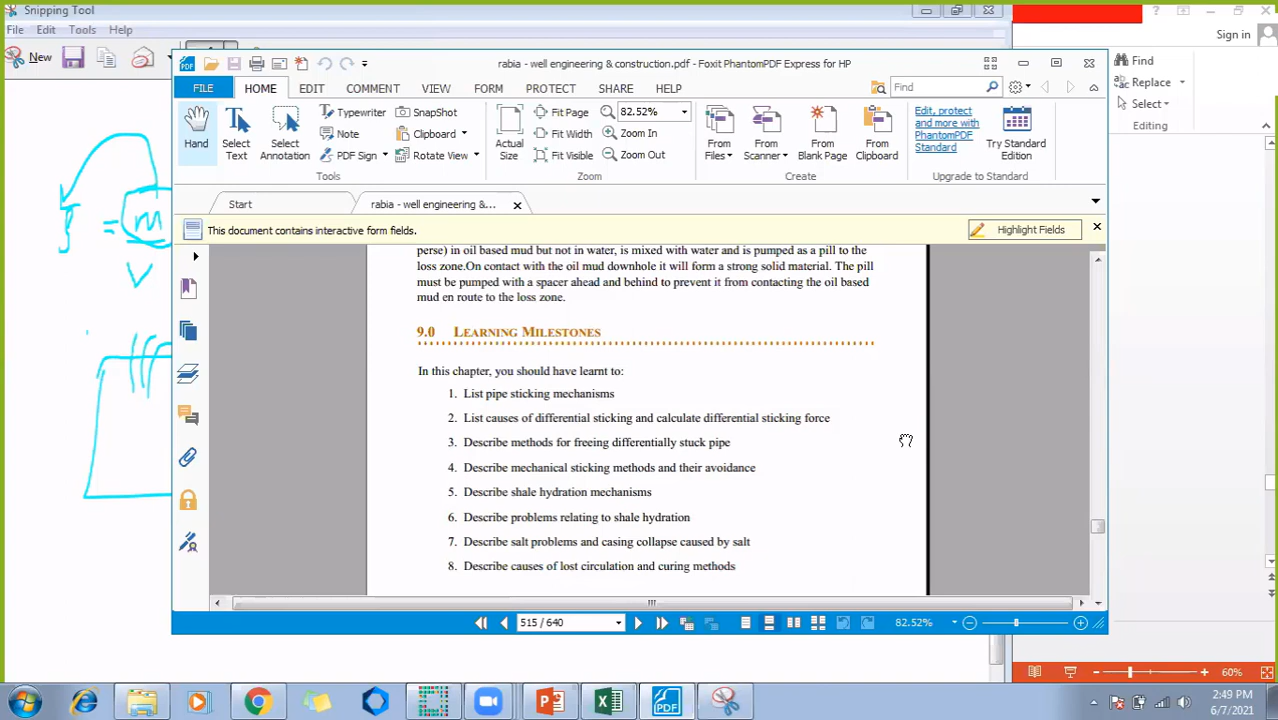 Snipping Tool
File Edit Tools Help
New
Sign in
Find
Replace
Select
Editing
rabia - well engineering & construction.pdf - Foxit PhantomPDF Express for HP
FILE HOME EDIT COMMENT VIEW FORM PROTECT SHARE HELP
Find
Hand
Select Text
Select Annotation
Typewriter
Note
PDF Sign
SnapShot
Clipboard
Rotate View
Tools
Actual Size
Fit Page
Fit Width
Fit Visible
82.52%
Zoom In
Zoom Out
Zoom
From Files
From Scanner
From Blank Page
From Clipboard
Create
Edit, protect
and more with
PhantomPDF
Standard
Try Standard Edition
Upgrade to Standard
Start
rabia - well engineering &...
This document contains interactive form fields.
Highlight Fields
= m
V
perse) in oil based mud but not in water, is mixed with water and is pumped as a pill to the
loss zone.On contact with the oil mud downhole it will form a strong solid material. The pill
must be pumped with a spacer ahead and behind to prevent it from contacting the oil based
mud en route to the loss zone.
9.0 LEARNING MILESTONES
In this chapter, you should have learnt to:
1. List pipe sticking mechanisms
2. List causes of differential sticking and calculate differential sticking force
3. Describe methods for freeing differentially stuck pipe
4. Describe mechanical sticking methods and their avoidance
5. Describe shale hydration mechanisms
6. Describe problems relating to shale hydration
7. Describe salt problems and casing collapse caused by salt
8. Describe causes of lost circulation and curing methods
515 / 640
82.52%
60%
2:49 PM
6/7/2021